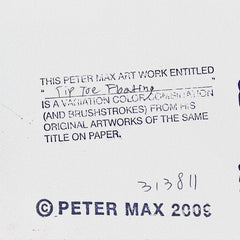 THIS PETER MAX ART WORK ENTITLED
" Tip Toe Floating "
IS A VARIATION COLOR COMBINATION
(AND BRUSHSTROKES) FROM HIS
ORIGINAL ARTWORKS OF THE SAME
TITLE ON PAPER.
313811
© PETER MAX 2006